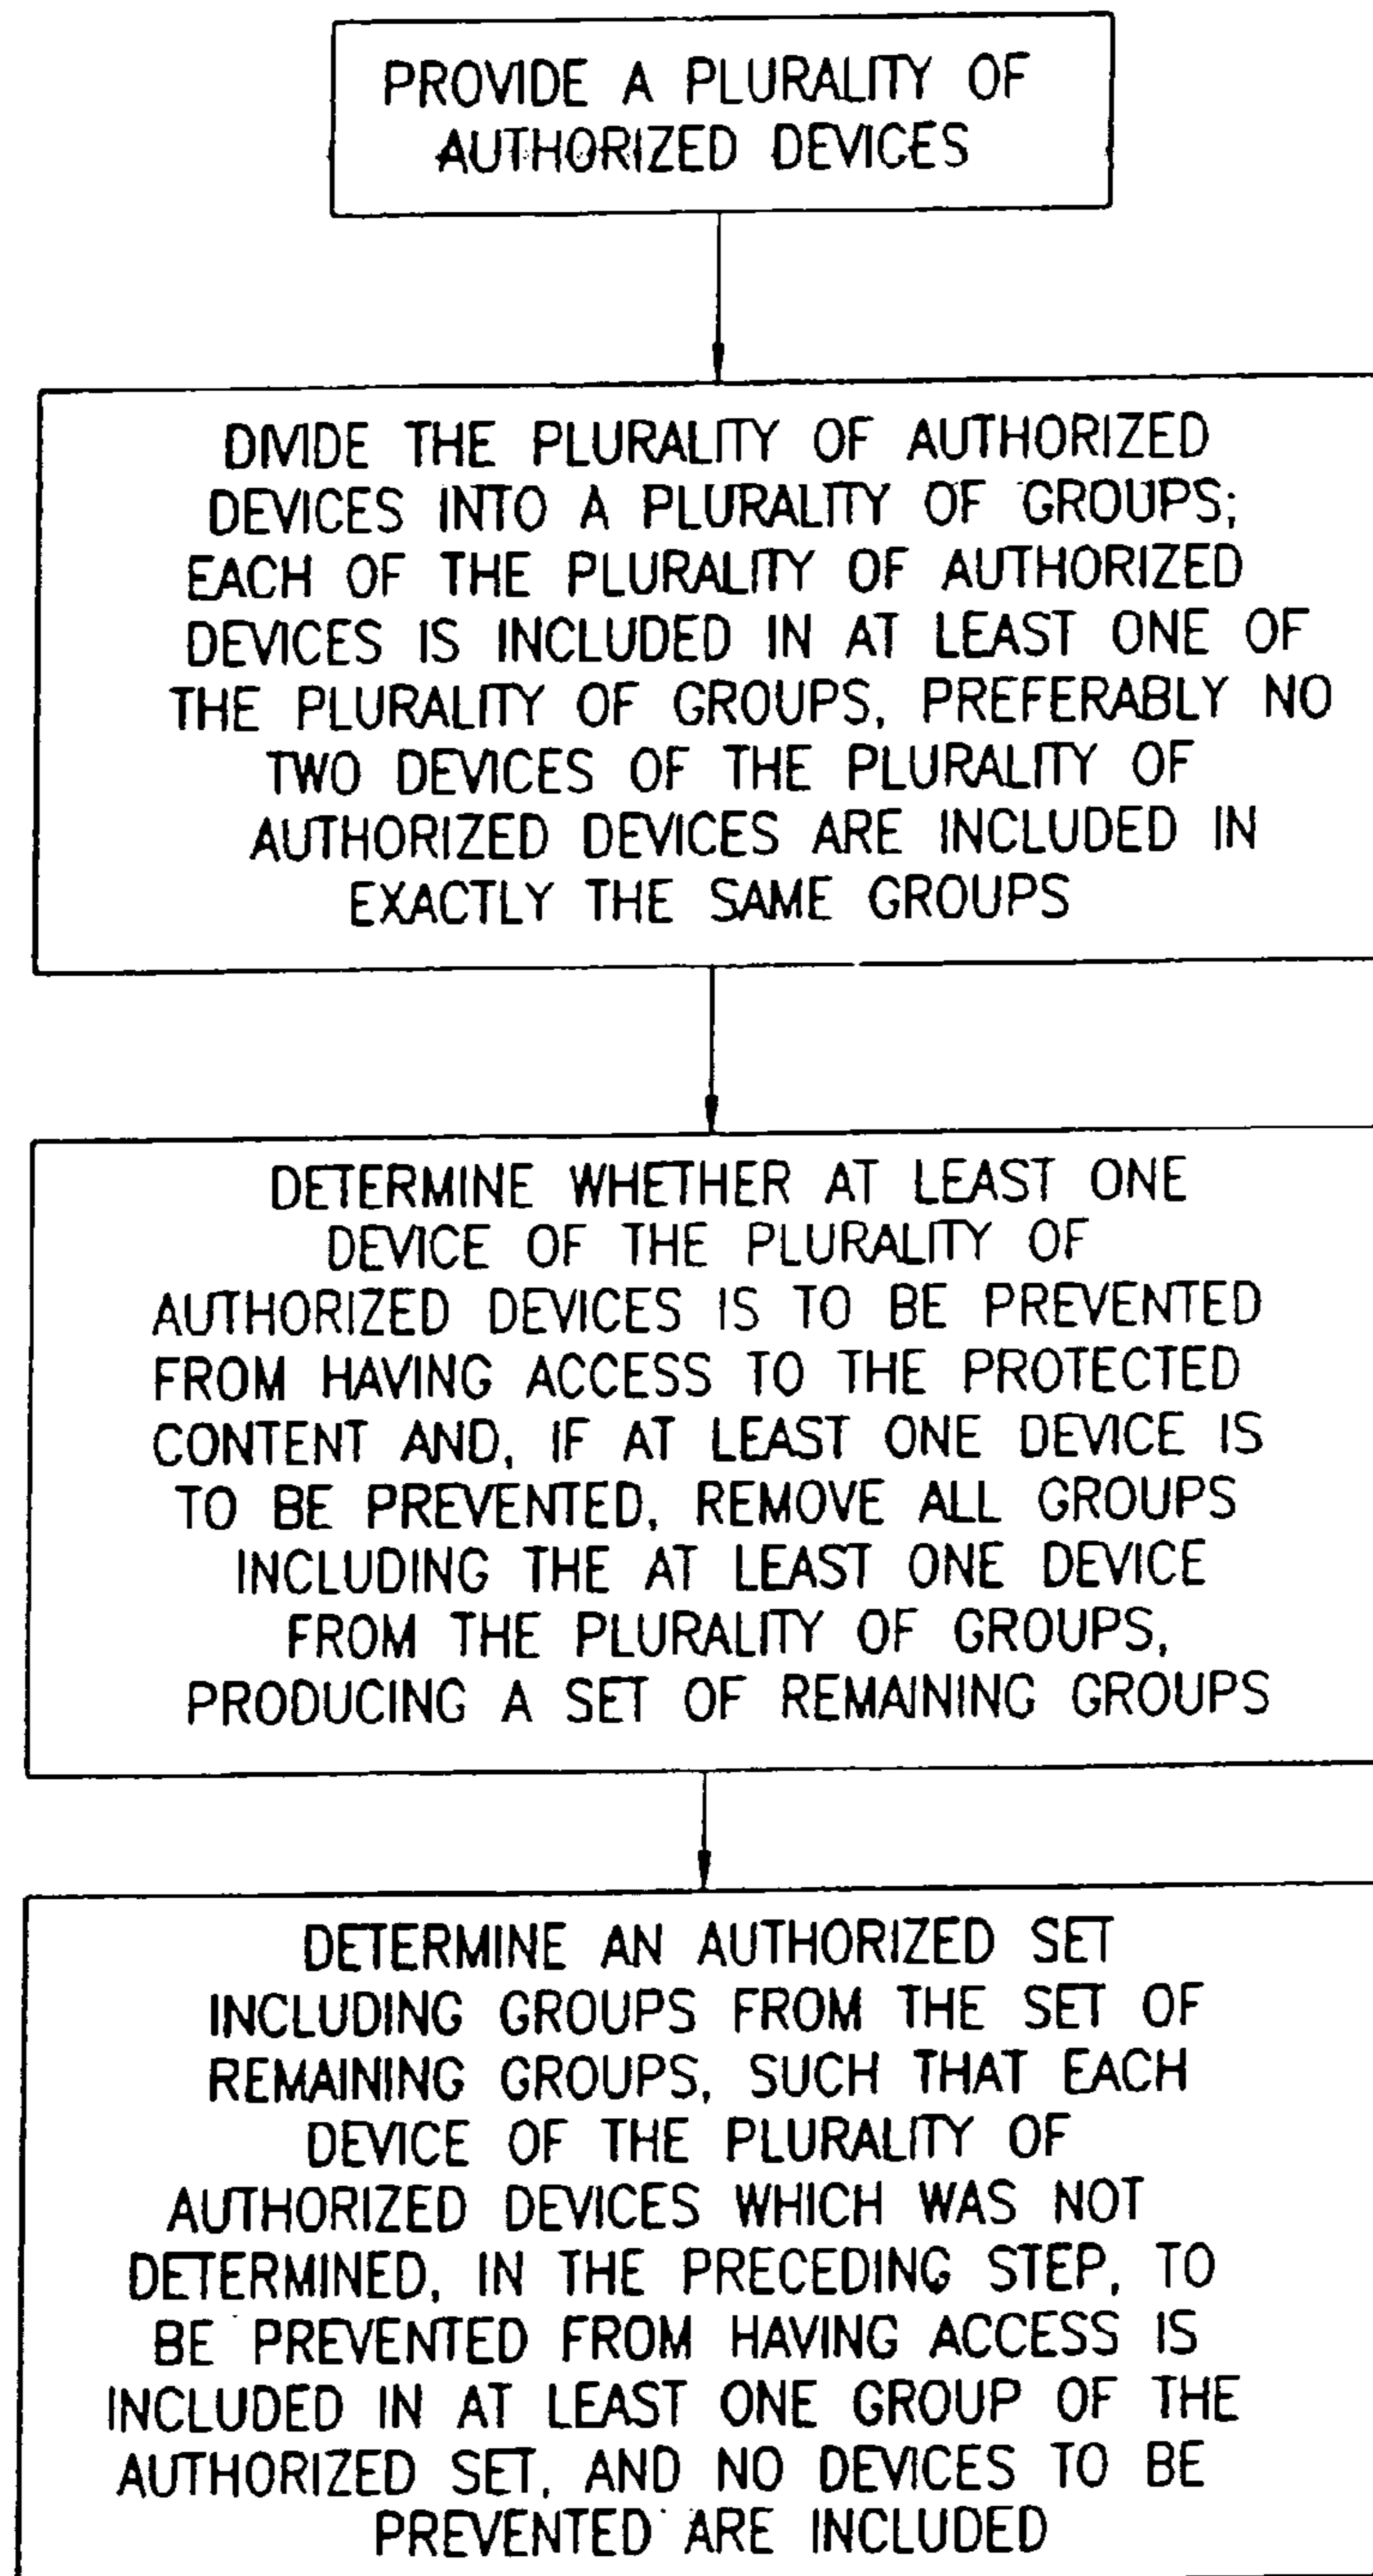 PROVIDE A PLURALITY OF
AUTHORIZED DEVICES
DIVIDE THE PLURALITY OF AUTHORIZED
DEVICES INTO A PLURALITY OF GROUPS;
EACH OF THE PLURALITY OF AUTHORIZED
DEVICES IS INCLUDED IN AT LEAST ONE OF
THE PLURALITY OF GROUPS, PREFERABLY NO
TWO DEVICES OF THE PLURALITY OF
AUTHORIZED DEVICES ARE INCLUDED IN
EXACTLY THE SAME GROUPS
DETERMINE WHETHER AT LEAST ONE
DEVICE OF THE PLURALITY OF
AUTHORIZED DEVICES IS TO BE PREVENTED
FROM HAVING ACCESS TO THE PROTECTED
CONTENT AND, IF AT LEAST ONE DEVICE IS
TO BE PREVENTED, REMOVE ALL GROUPS
INCLUDING THE AT LEAST ONE DEVICE
FROM THE PLURALITY OF GROUPS,
PRODUCING A SET OF REMAINING GROUPS
DETERMINE AN AUTHORIZED SET
INCLUDING GROUPS FROM THE SET OF
REMAINING GROUPS, SUCH THAT EACH
DEVICE OF THE PLURALITY OF
AUTHORIZED DEVICES WHICH WAS NOT
DETERMINED, IN THE PRECEDING STEP, TO
BE PREVENTED FROM HAVING ACCESS IS
INCLUDED IN AT LEAST ONE GROUP OF THE
AUTHORIZED SET, AND NO DEVICES TO BE
PREVENTED ARE INCLUDED